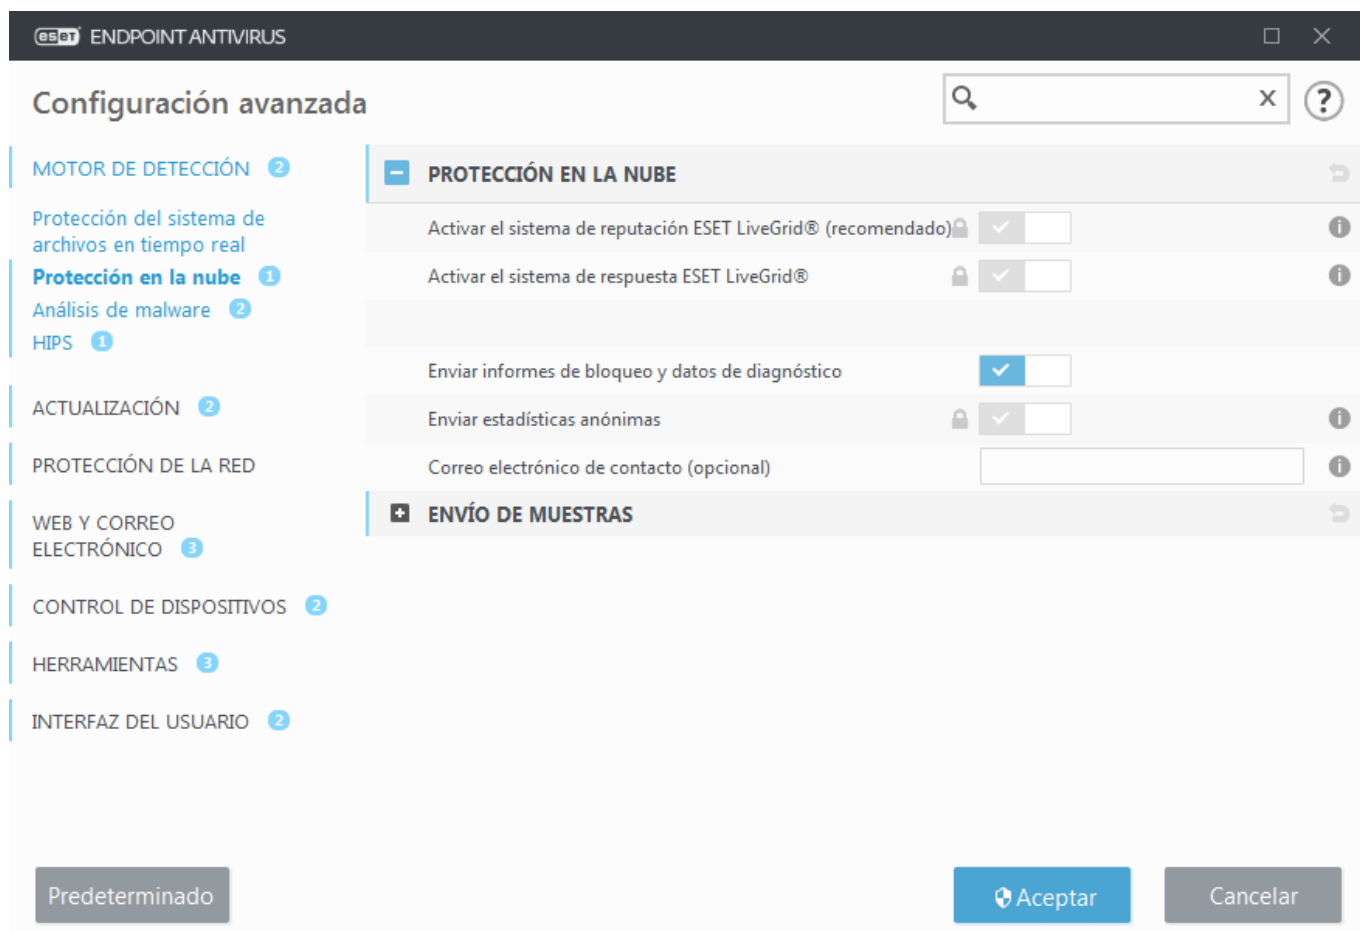 eset ENDPOINT ANTIVIRUS
Configuración avanzada
X
?
MOTOR DE DETECCIÓN 2
Protección del sistema de
archivos en tiempo real
Protección en la nube 1
Análisis de malware 2
HIPS 1
ACTUALIZACIÓN 2
PROTECCIÓN DE LA RED
WEB Y CORREO
ELECTRÓNICO 3
CONTROL DE DISPOSITIVOS 2
HERRAMIENTAS 3
INTERFAZ DEL USUARIO 2
PROTECCIÓN EN LA NUBE
Activar el sistema de reputación ESET LiveGrid® (recomendado)
Activar el sistema de respuesta ESET LiveGrid®
Enviar informes de bloqueo y datos de diagnóstico
Enviar estadísticas anónimas
Correo electrónico de contacto (opcional)
ENVÍO DE MUESTRAS
Predeterminado
Aceptar
Cancelar